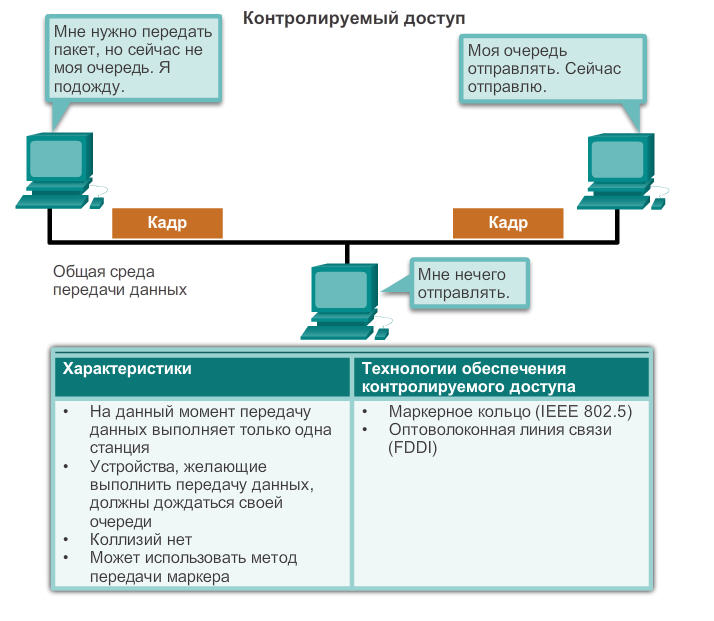 Контролируемый доступ
Мне нужно передать
пакет, но сейчас не
моя очередь. Я
подожду.
Моя очередь
отправлять. Сейчас
отправлю.
Кадр
Кадр
Общая среда
передачи данных
Мне нечего
отправлять.
Характеристики
• На данный момент передачу
данных выполняет только одна
станция
• Устройства, желающие
выполнить передачу данных,
должны дождаться своей
очереди
• Коллизий нет
• Может использовать метод
передачи маркера
Технологии обеспечения
контролируемого доступа
• Маркерное кольцо (IEEE 802.5)
• Оптоволоконная линия связи
(FDDI)